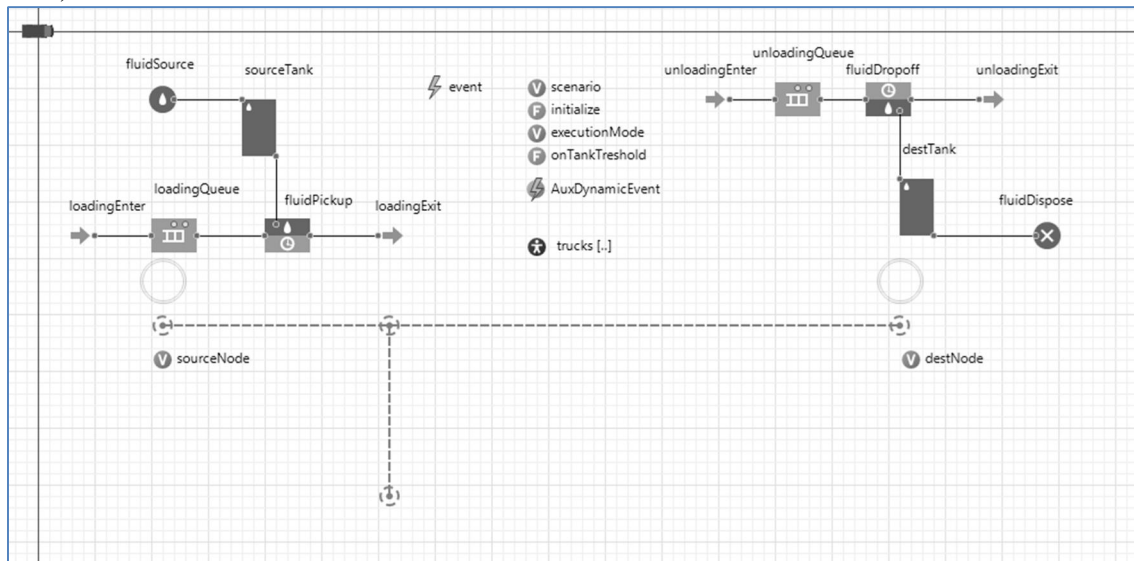 fluidSource
sourceTank
event
scenario
initialize
executionMode
onTankTreshold
AuxDynamicEvent
trucks [..]
unloadingQueue
unloadingEnter
fluidDropoff
unloadingExit
destTank
fluidDispose
loadingQueue
loadingEnter
fluidPickup
loadingExit
sourceNode
destNode